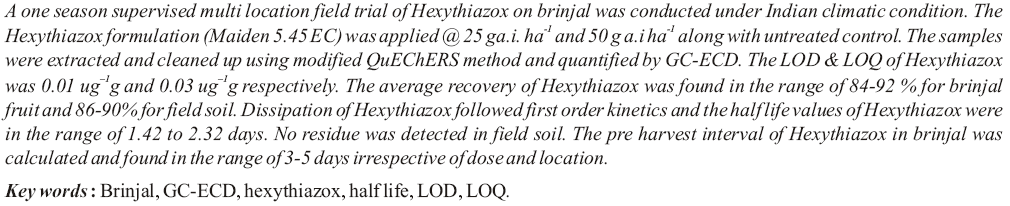 A one season supervised multi location field trial of Hexythiazox on brinjal was conducted under Indian climatic condition. The
Hexythiazox formulation (Maiden 5.45 EC) was applied @ 25 ga.i. ha⁻¹ and 50 g a.i ha⁻¹ along with untreated control. The samples
were extracted and cleaned up using modified QuEChERS method and quantified by GC-ECD. The LOD & LOQ of Hexythiazox
was 0.01 ug⁻¹g and 0.03 ug⁻¹g respectively. The average recovery of Hexythiazox was found in the range of 84-92 % for brinjal
fruit and 86-90% for field soil. Dissipation of Hexythiazox followed first order kinetics and the half life values of Hexythiazox were
in the range of 1.42 to 2.32 days. No residue was detected in field soil. The pre harvest interval of Hexythiazox in brinjal was
calculated and found in the range of 3-5 days irrespective of dose and location.
Key words : Brinjal, GC-ECD, hexythiazox, half life, LOD, LOQ.